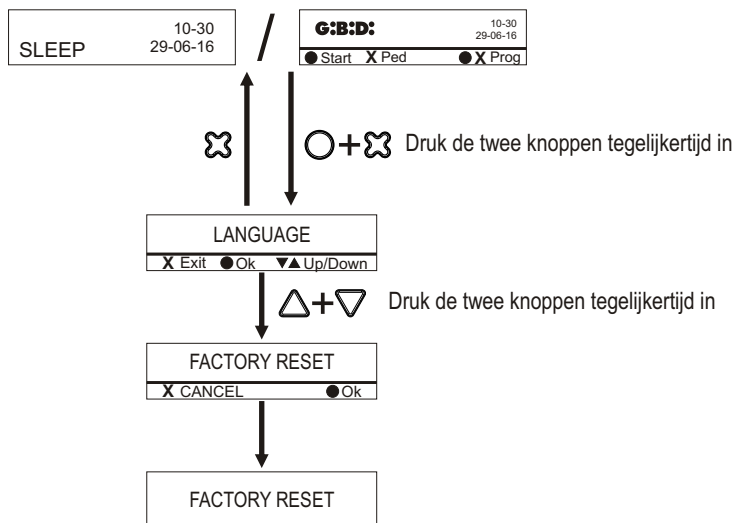 10-30
SLEEP 29-06-16
/
G:B:D: 10-30
29-06-16
Start X Ped X Prog
+ Druk de twee knoppen tegelijkertijd in
LANGUAGE
X Exit Ok ▼▲ Up/Down
+ Druk de twee knoppen tegelijkertijd in
FACTORY RESET
X CANCEL Ok
FACTORY RESET